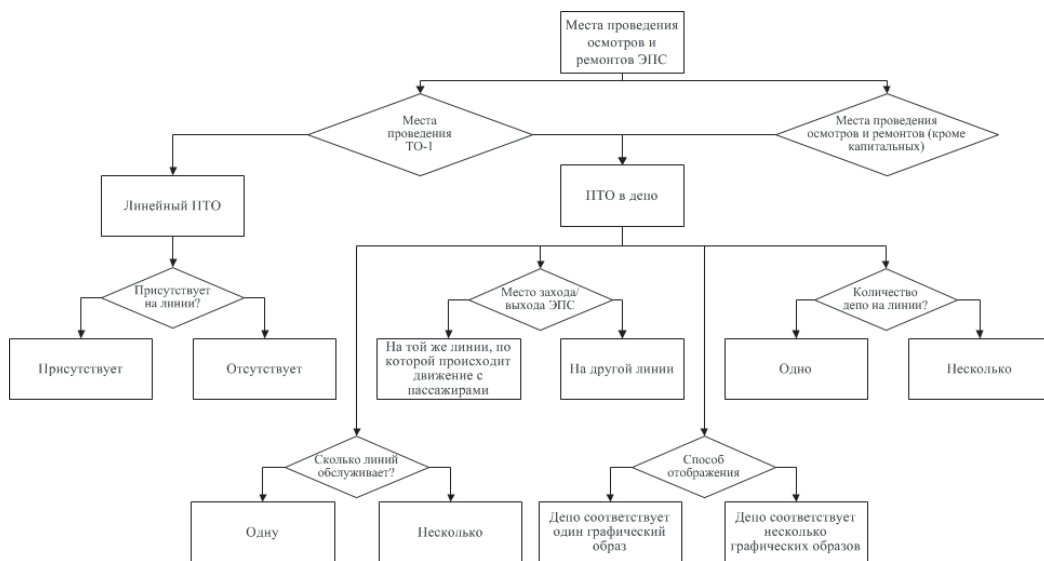 Места проведения
осмотров и
ремонтов ЭПС
Места
проведения
ТО-1
Места проведения
осмотров и ремонтов (кроме
капитальных)
Линейный ПТО
ПТО в депо
Присутствует
на линии?
Место захода/
выхода ЭПС
Количество
депо на линии?
Присутствует
Отсутствует
На той же линии, по
которой происходит
движение с
пассажирами
На другой линии
Одно
Несколько
Сколько линий
обслуживает?
Способ
отображения
Одну
Несколько
Депо соответствует
один графический
образ
Депо соответствует
несколько
графических образов